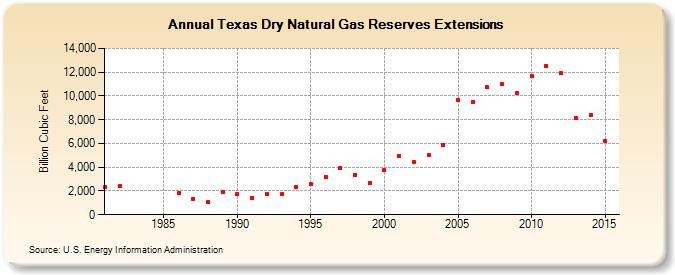 Annual Texas Dry Natural Gas Reserves Extensions
Billion Cubic Feet
14,000
12,000
10,000
8,000
6,000
4,000
2,000
0
1985 1990 1995 2000 2005 2010 2015
Source: U.S. Energy Information Administration